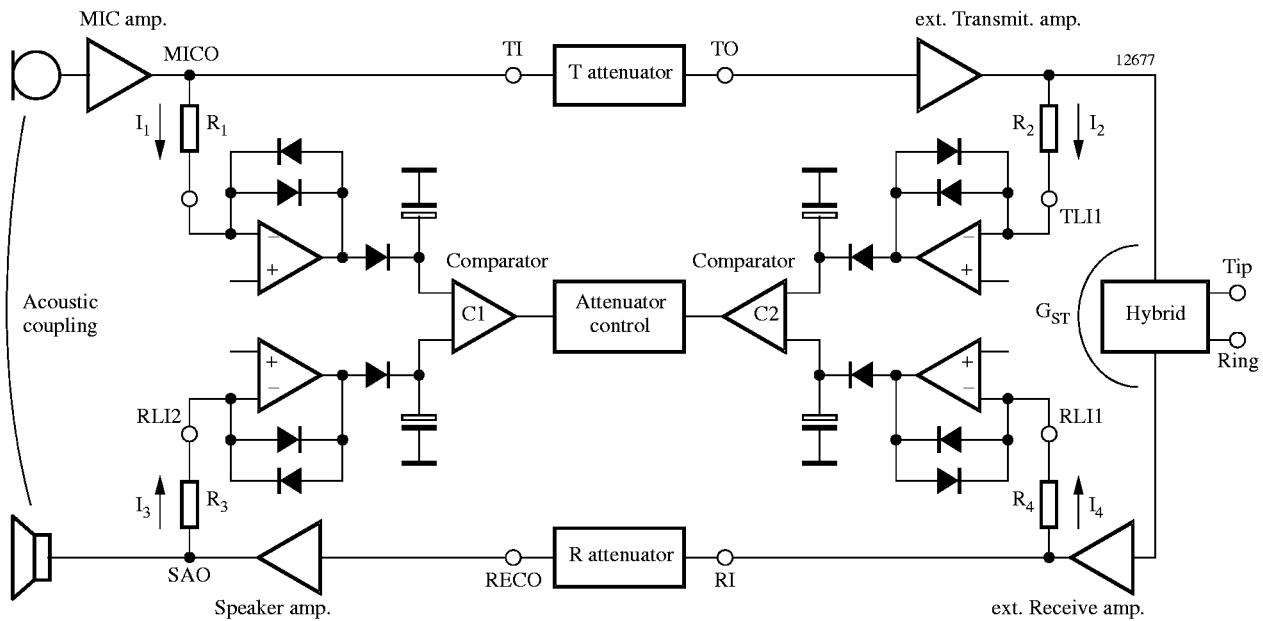 MIC amp.
ext. Transmit. amp.
MICO
TI
T attenuator
TO
12677
I1
R1
R2
I2
TLI1
−
+
−
+
Comparator
Comparator
Acoustic
coupling
C1
Attenuator
control
C2
GST
Hybrid
Tip
Ring
+
−
+
−
RLI2
RLI1
I3
R3
R4
I4
SAO
RECO
R attenuator
RI
Speaker amp.
ext. Receive amp.